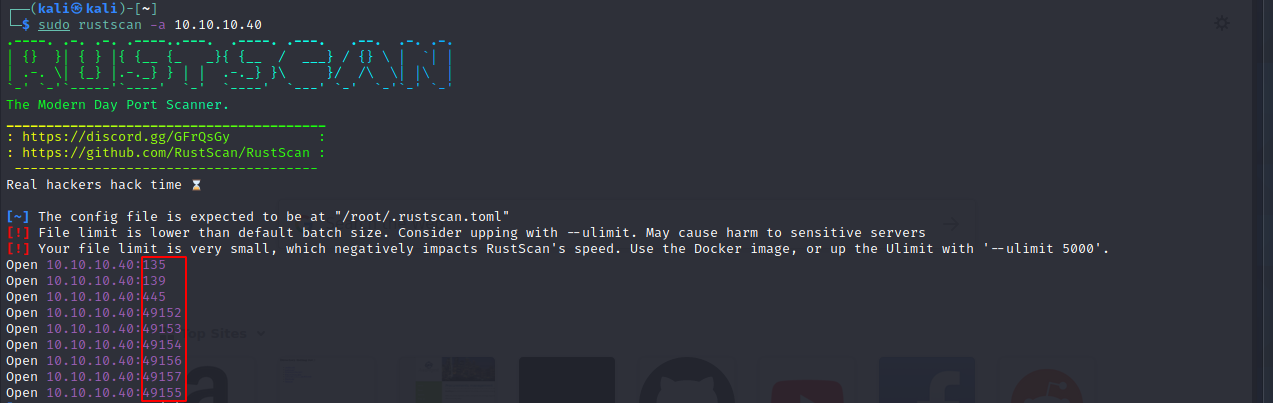 ┌──(kali㉿kali)-[~]
└─$ sudo rustscan -a 10.10.10.40
.----. .-. .-. .----..---.  .----. .---.   .--.  .-. .-.
| {}  }| { } |{ {__ {_   _}{ {__  /  ___} / {} \ |  `| |
| .-. \| {_} |.-._} } | |  .-._} }\     }/  /\  \| |\  |
`-' `-'`-----'`----'  `-'  `----'  `---' `-'  `-'`-' `-'
The Modern Day Port Scanner.
________________________________________
: https://discord.gg/GFrQsGy           :
: https://github.com/RustScan/RustScan :
 --------------------------------------
Real hackers hack time ⌛
[~] The config file is expected to be at "/root/.rustscan.toml"
[!] File limit is lower than default batch size. Consider upping with --ulimit. May cause harm to sensitive servers
[!] Your file limit is very small, which negatively impacts RustScan's speed. Use the Docker image, or up the Ulimit with '--ulimit 5000'.
Open 10.10.10.40:135
Open 10.10.10.40:139
Open 10.10.10.40:445
Open 10.10.10.40:49152
Open 10.10.10.40:49153
Open 10.10.10.40:49154
Open 10.10.10.40:49156
Open 10.10.10.40:49157
Open 10.10.10.40:49155
Sites